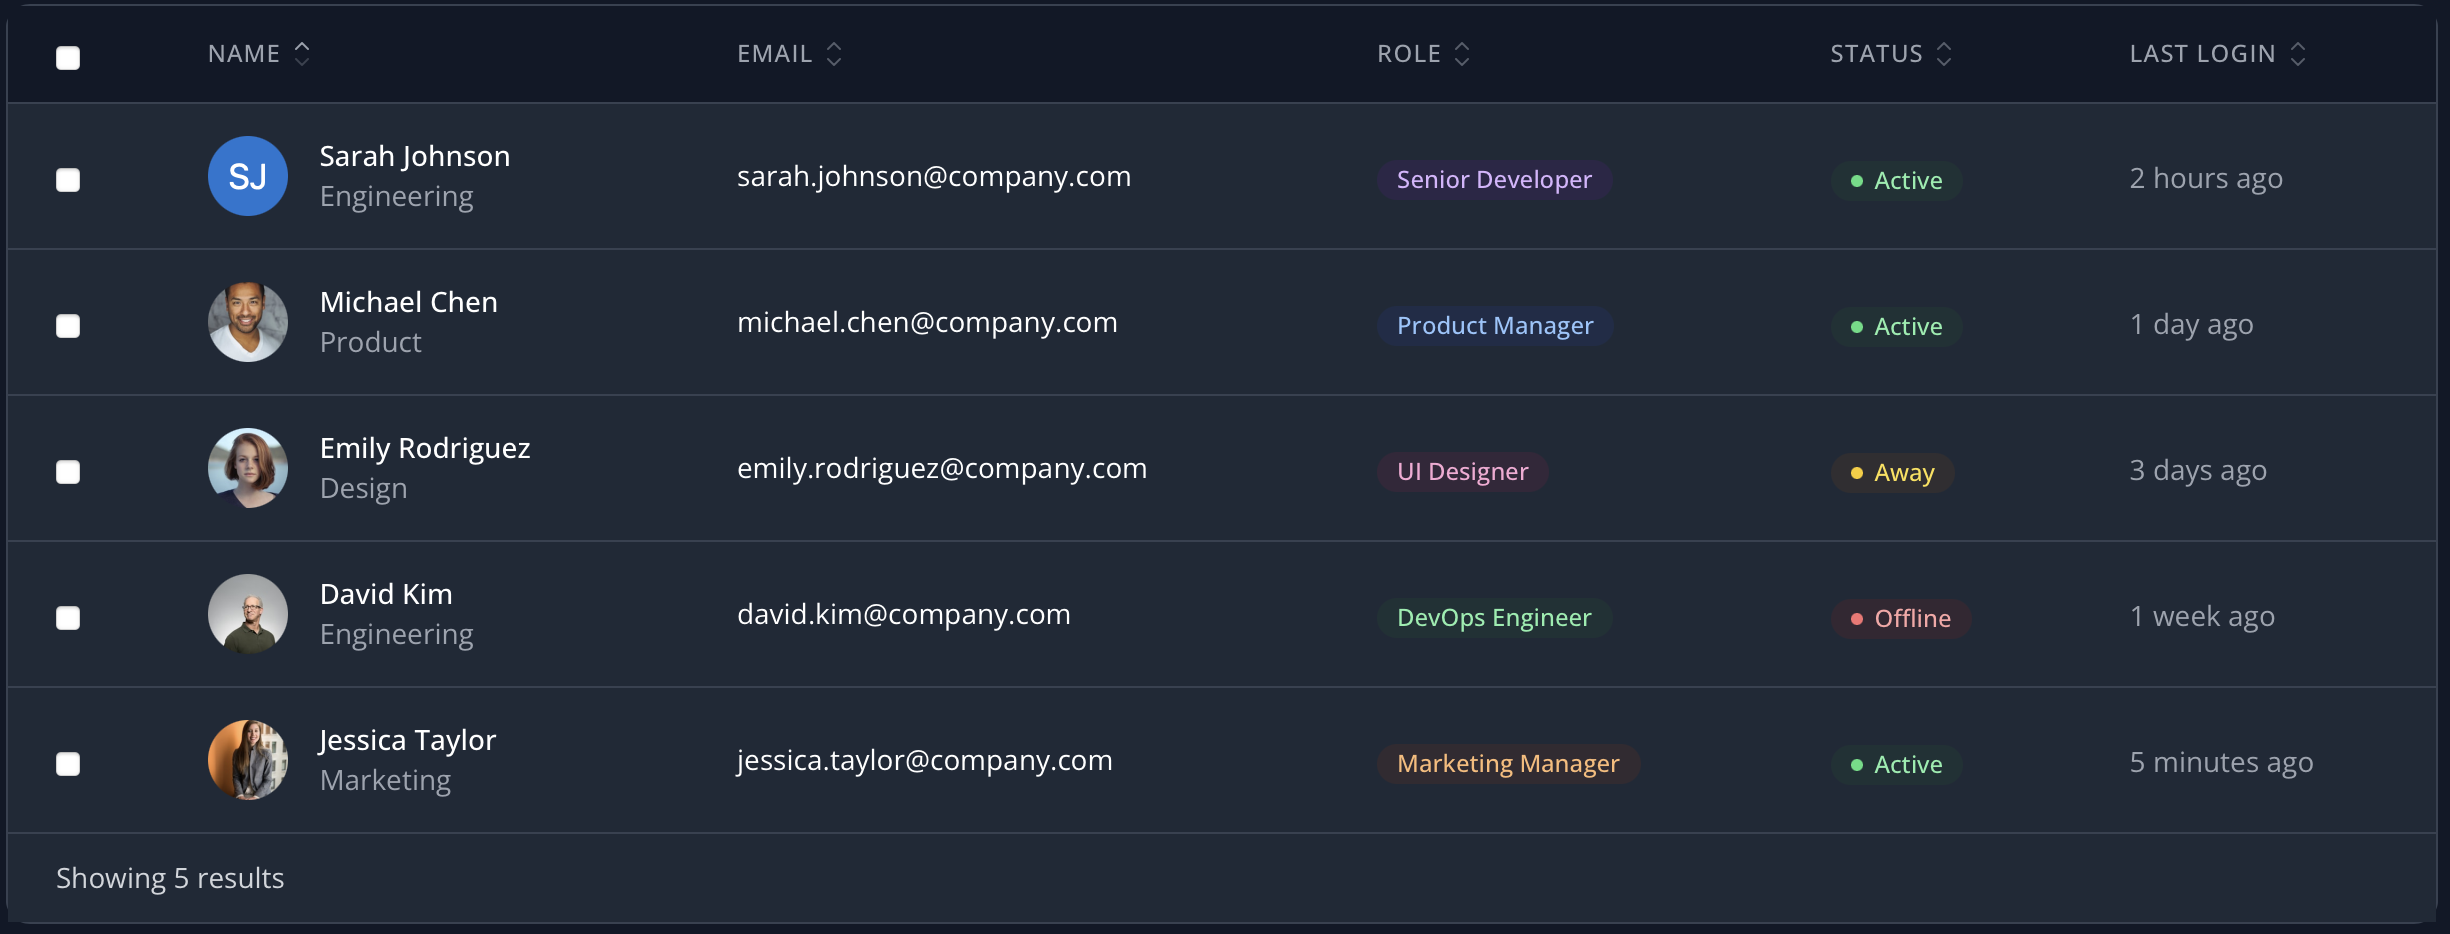 NAME EMAIL ROLE STATUS LAST LOGIN
SJ Sarah Johnson
Engineering
sarah.johnson@company.com Senior Developer Active 2 hours ago
Michael Chen
Product
michael.chen@company.com Product Manager Active 1 day ago
Emily Rodriguez
Design
emily.rodriguez@company.com UI Designer Away 3 days ago
David Kim
Engineering
david.kim@company.com DevOps Engineer Offline 1 week ago
Jessica Taylor
Marketing
jessica.taylor@company.com Marketing Manager Active 5 minutes ago
Showing 5 results